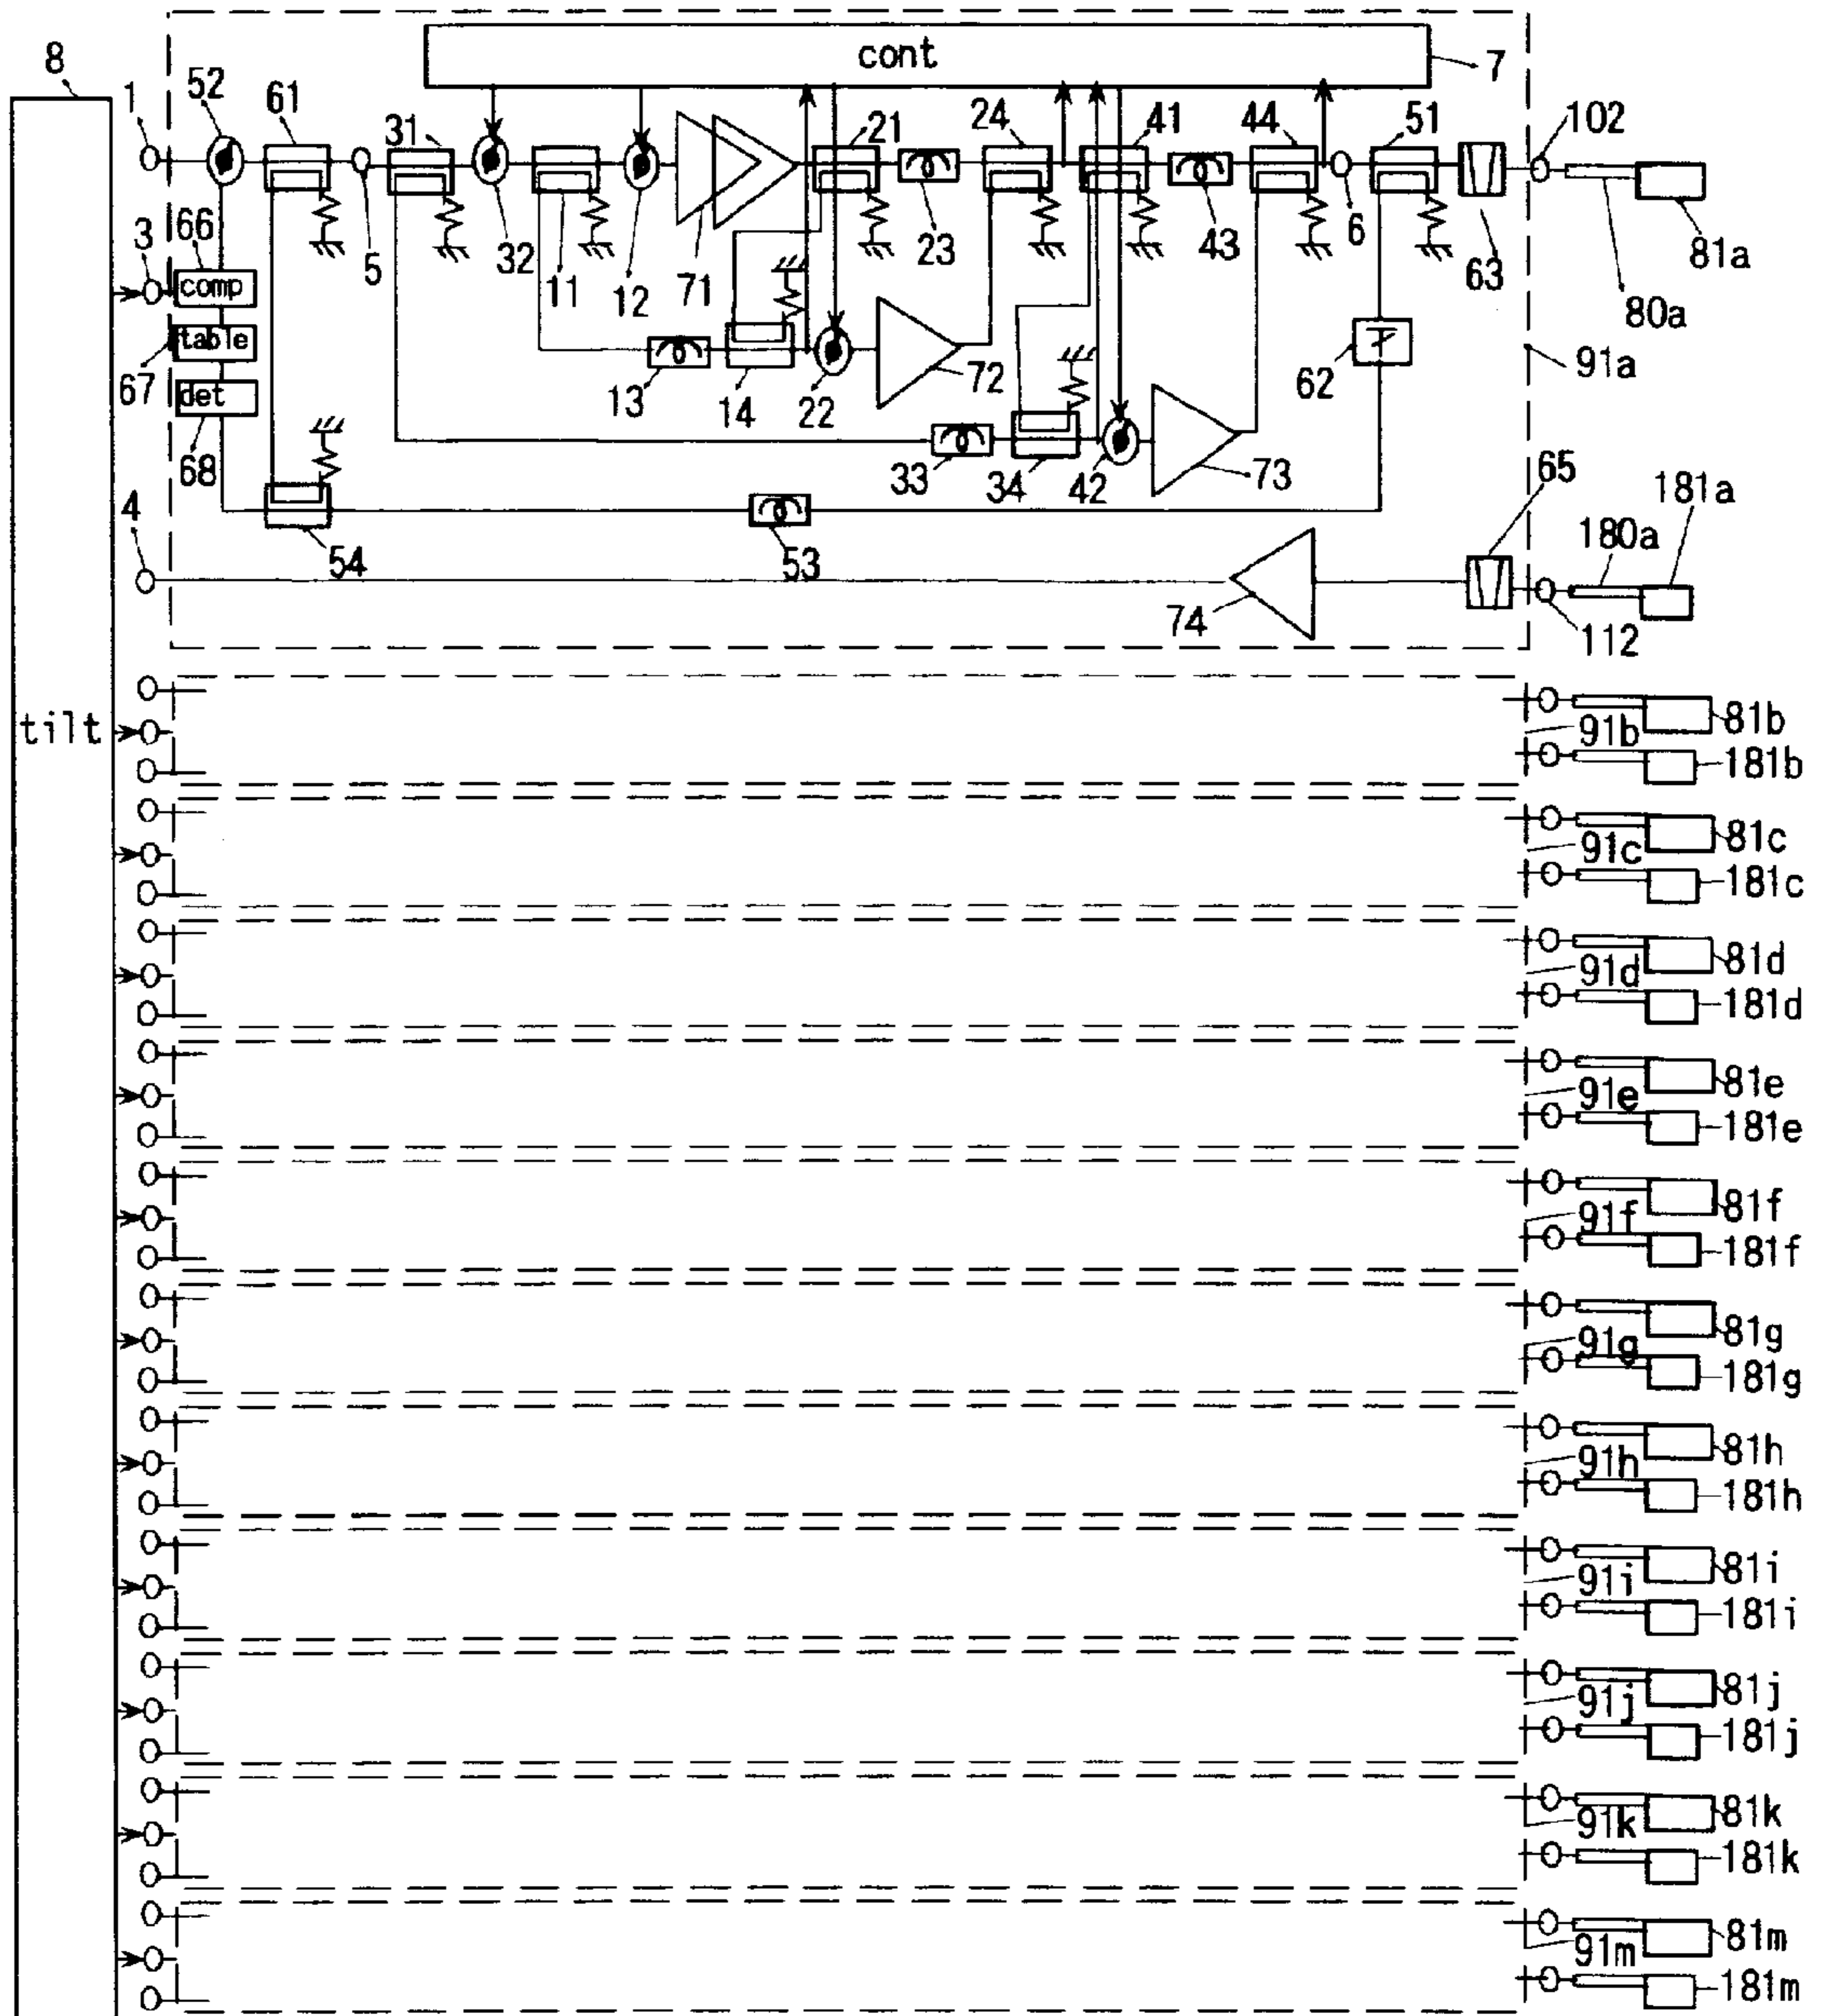 8
cont
7
1
52
61
31
21
24
41
44
51
102
3
66
comp
5
32
11
12
71
23
43
6
63
81a
80a
67
table
13
14
22
72
62
91a
det
68
33
34
42
73
65
181a
4
54
53
180a
74
112
tilt
91b
81b
181b
91c
81c
181c
91d
81d
181d
91e
81e
181e
91f
81f
181f
91g
81g
181g
91h
81h
181h
91i
81i
181i
91j
81j
181j
91k
81k
181k
91m
81m
181m